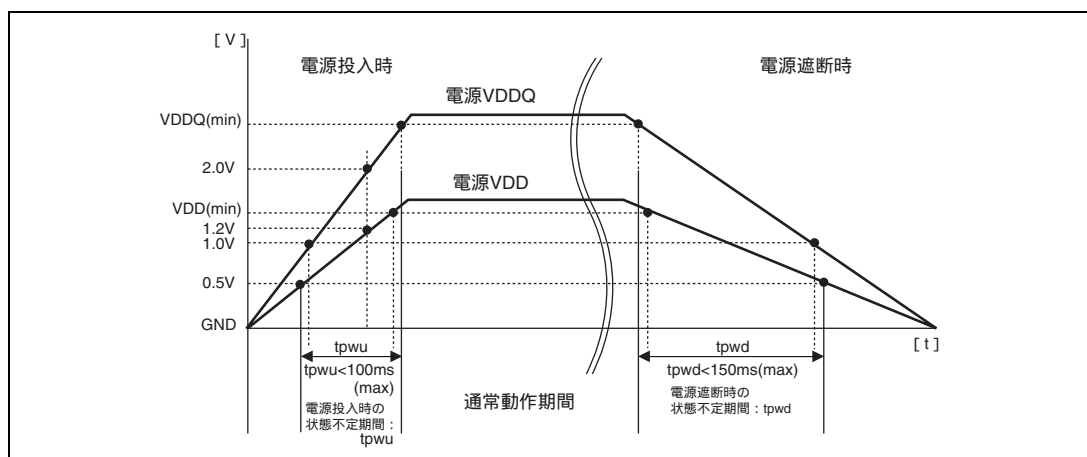 [ V ]
電源投入時
電源遮断時
電源VDDQ
VDDQ(min)
2.0V
電源VDD
VDD(min)
1.2V
1.0V
0.5V
GND
[ t ]
tpwu
tpwu<100ms
(max)
電源投入時の
状態不定期間：
tpwu
通常動作期間
tpwd
tpwd<150ms(max)
電源遮断時の
状態不定期間：tpwd